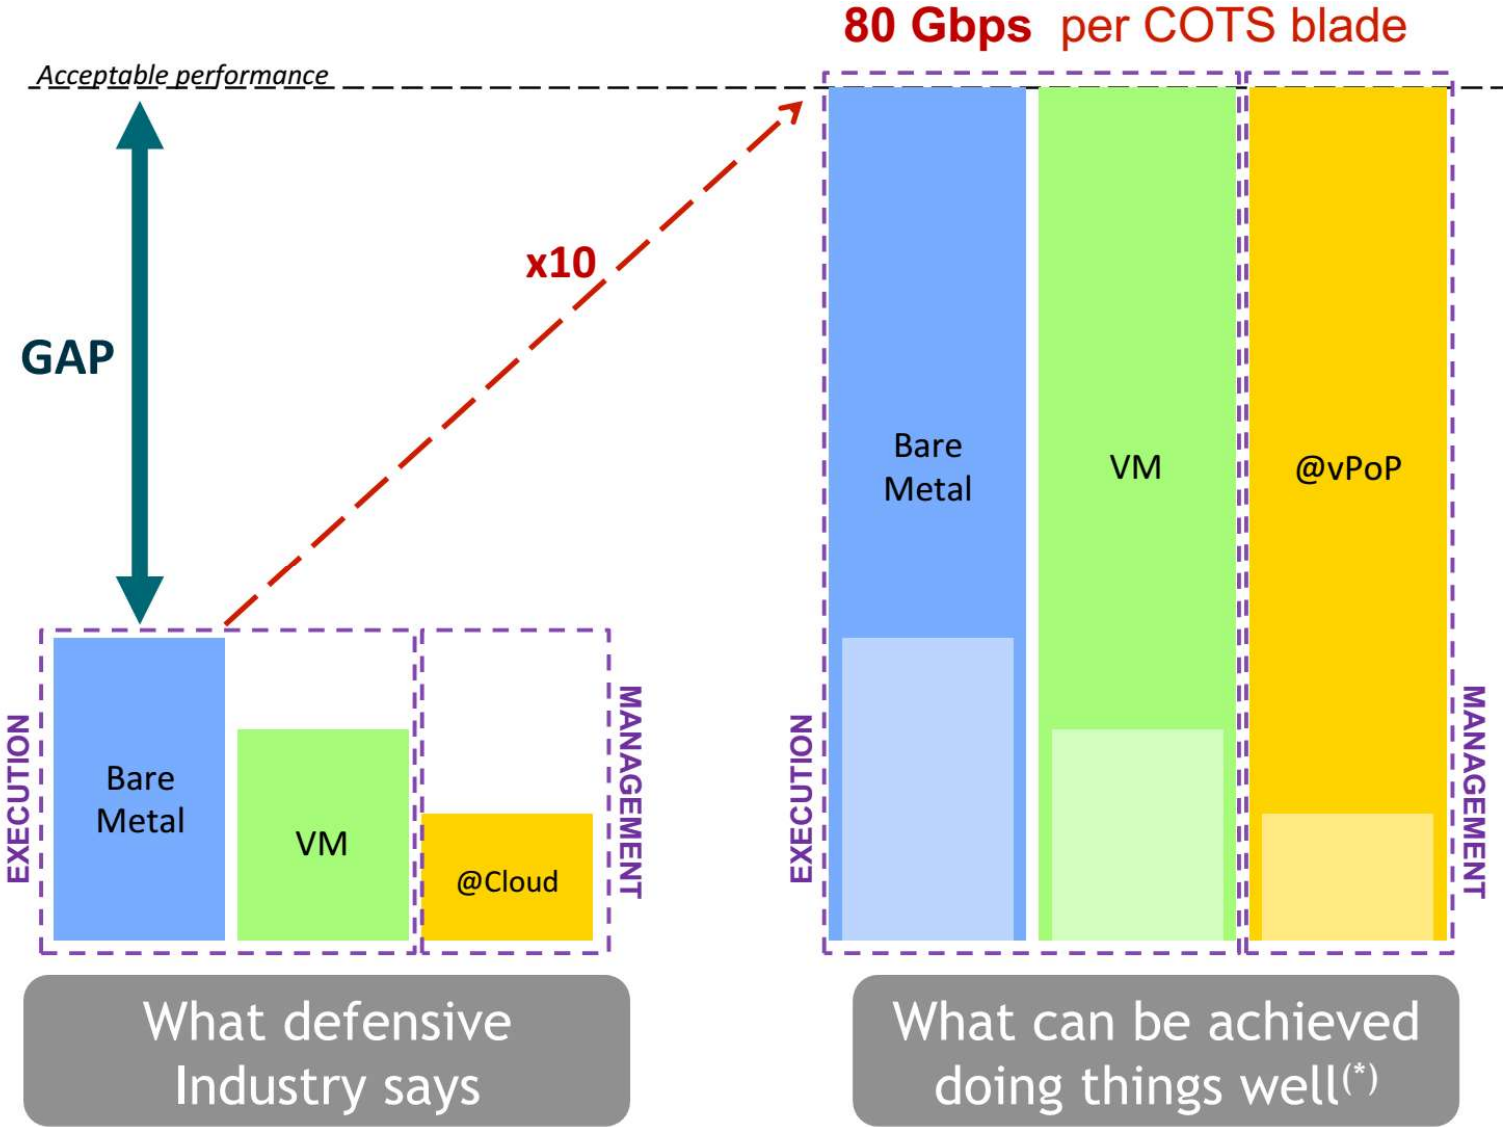 80 Gbps per COTS blade
Acceptable performance
x10
GAP
Bare
Metal
VM
@vPoP
EXECUTION
Bare
Metal
VM
@Cloud
MANAGEMENT
EXECUTION
MANAGEMENT
What defensive
Industry says
What can be achieved
doing things well(*)